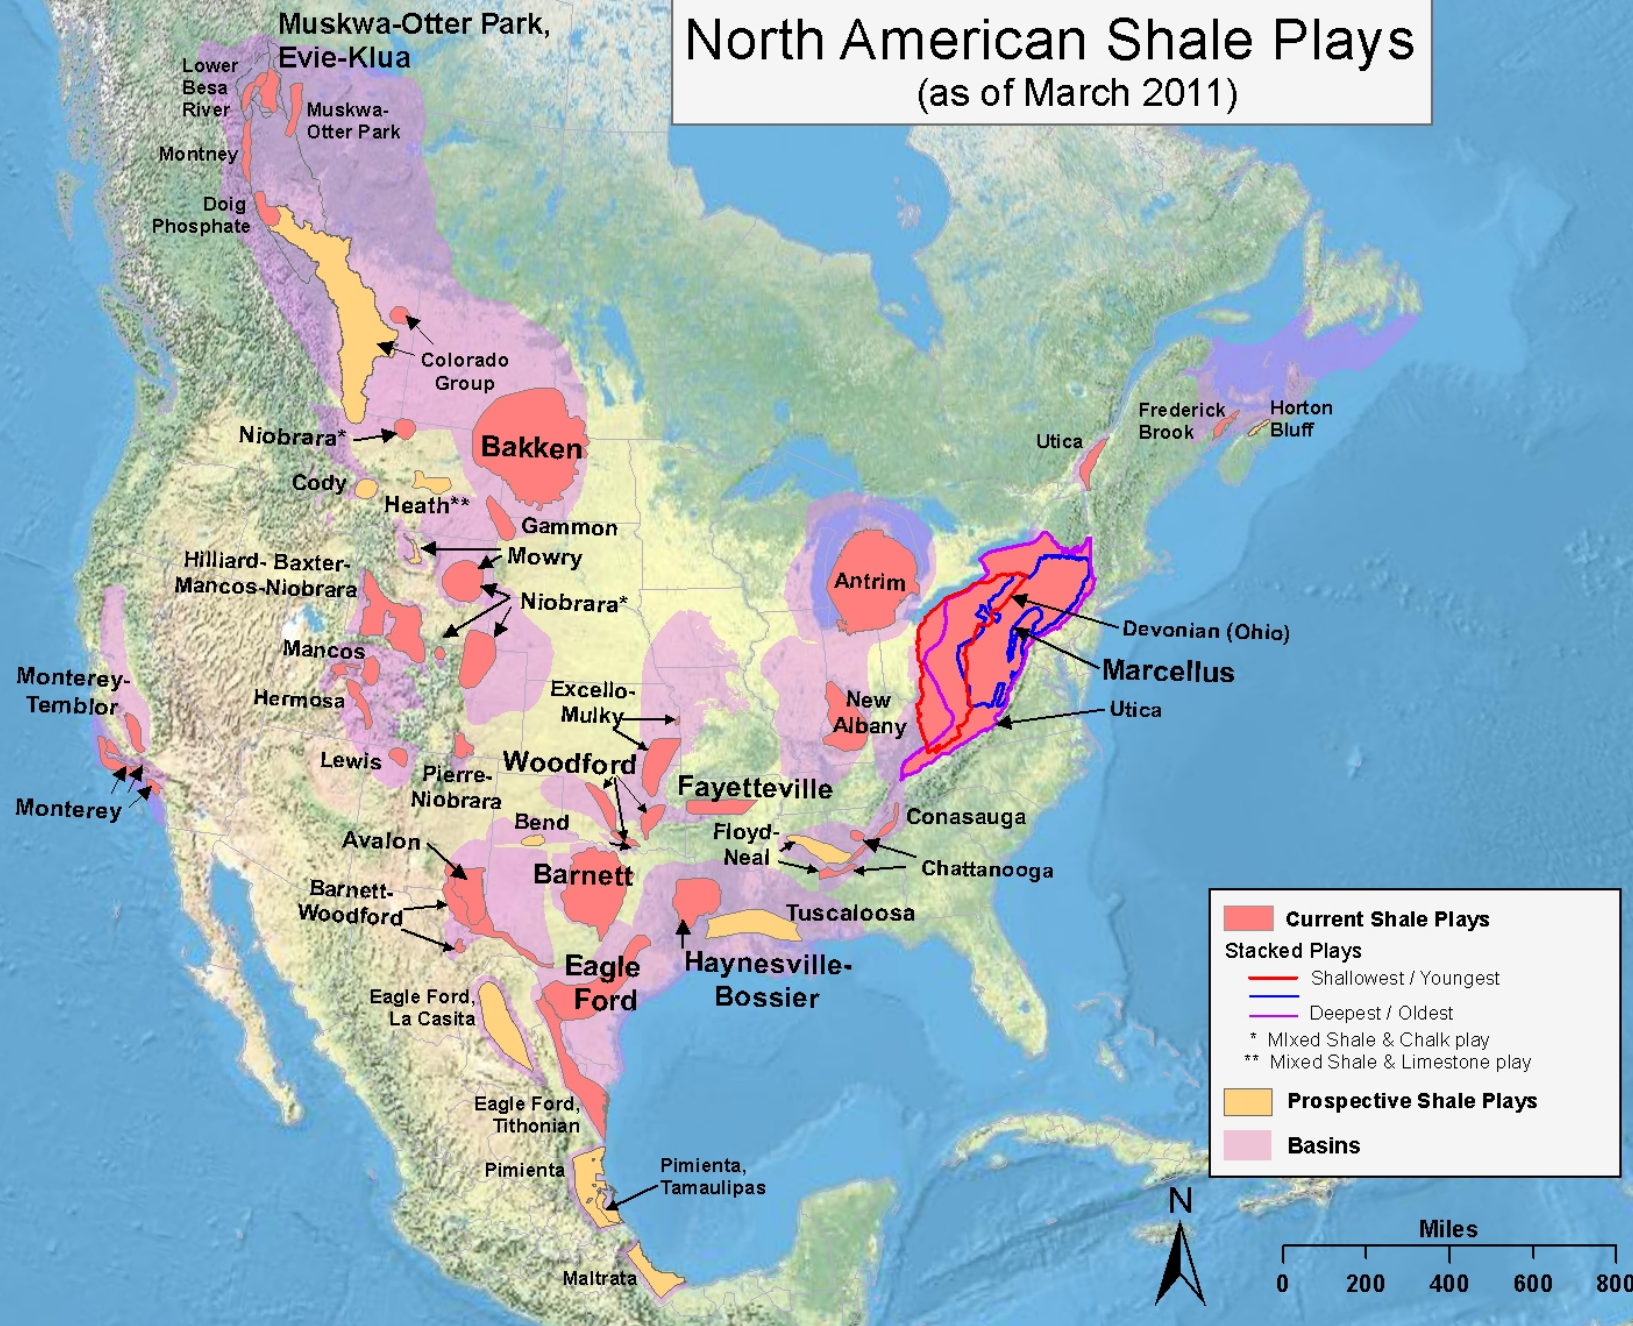 North American Shale Plays
(as of March 2011)
Muskwa-Otter Park,
Evie-Klua
Lower
Besa
River
Muskwa-
Otter Park
Montney
Doig
Phosphate
Colorado
Group
Niobrara*
Bakken
Cody
Heath**
Gammon
Mowry
Hilliard- Baxter-
Mancos-Niobrara
Niobrara*
Mancos
Hermosa
Monterey-
Temblor
Lewis
Monterey
Pierre-
Niobrara
Excello-
Mulky
Woodford
Fayetteville
Bend
Avalon
Barnett
Barnett-
Woodford
Floyd-
Neal
Conasauga
Chattanooga
Tuscaloosa
Haynesville-
Bossier
Eagle
Ford
Eagle Ford,
La Casita
Eagle Ford,
Tithonian
Pimienta
Pimienta,
Tamaulipas
Maltrata
Antrim
New
Albany
Devonian (Ohio)
Marcellus
Utica
Utica
Frederick
Brook
Horton
Bluff
Current Shale Plays
Stacked Plays
Shallowest / Youngest
Deepest / Oldest
* MIxed Shale & Chalk play
** Mixed Shale & Limestone play
Prospective Shale Plays
Basins
N
Miles
0 200 400 600 800